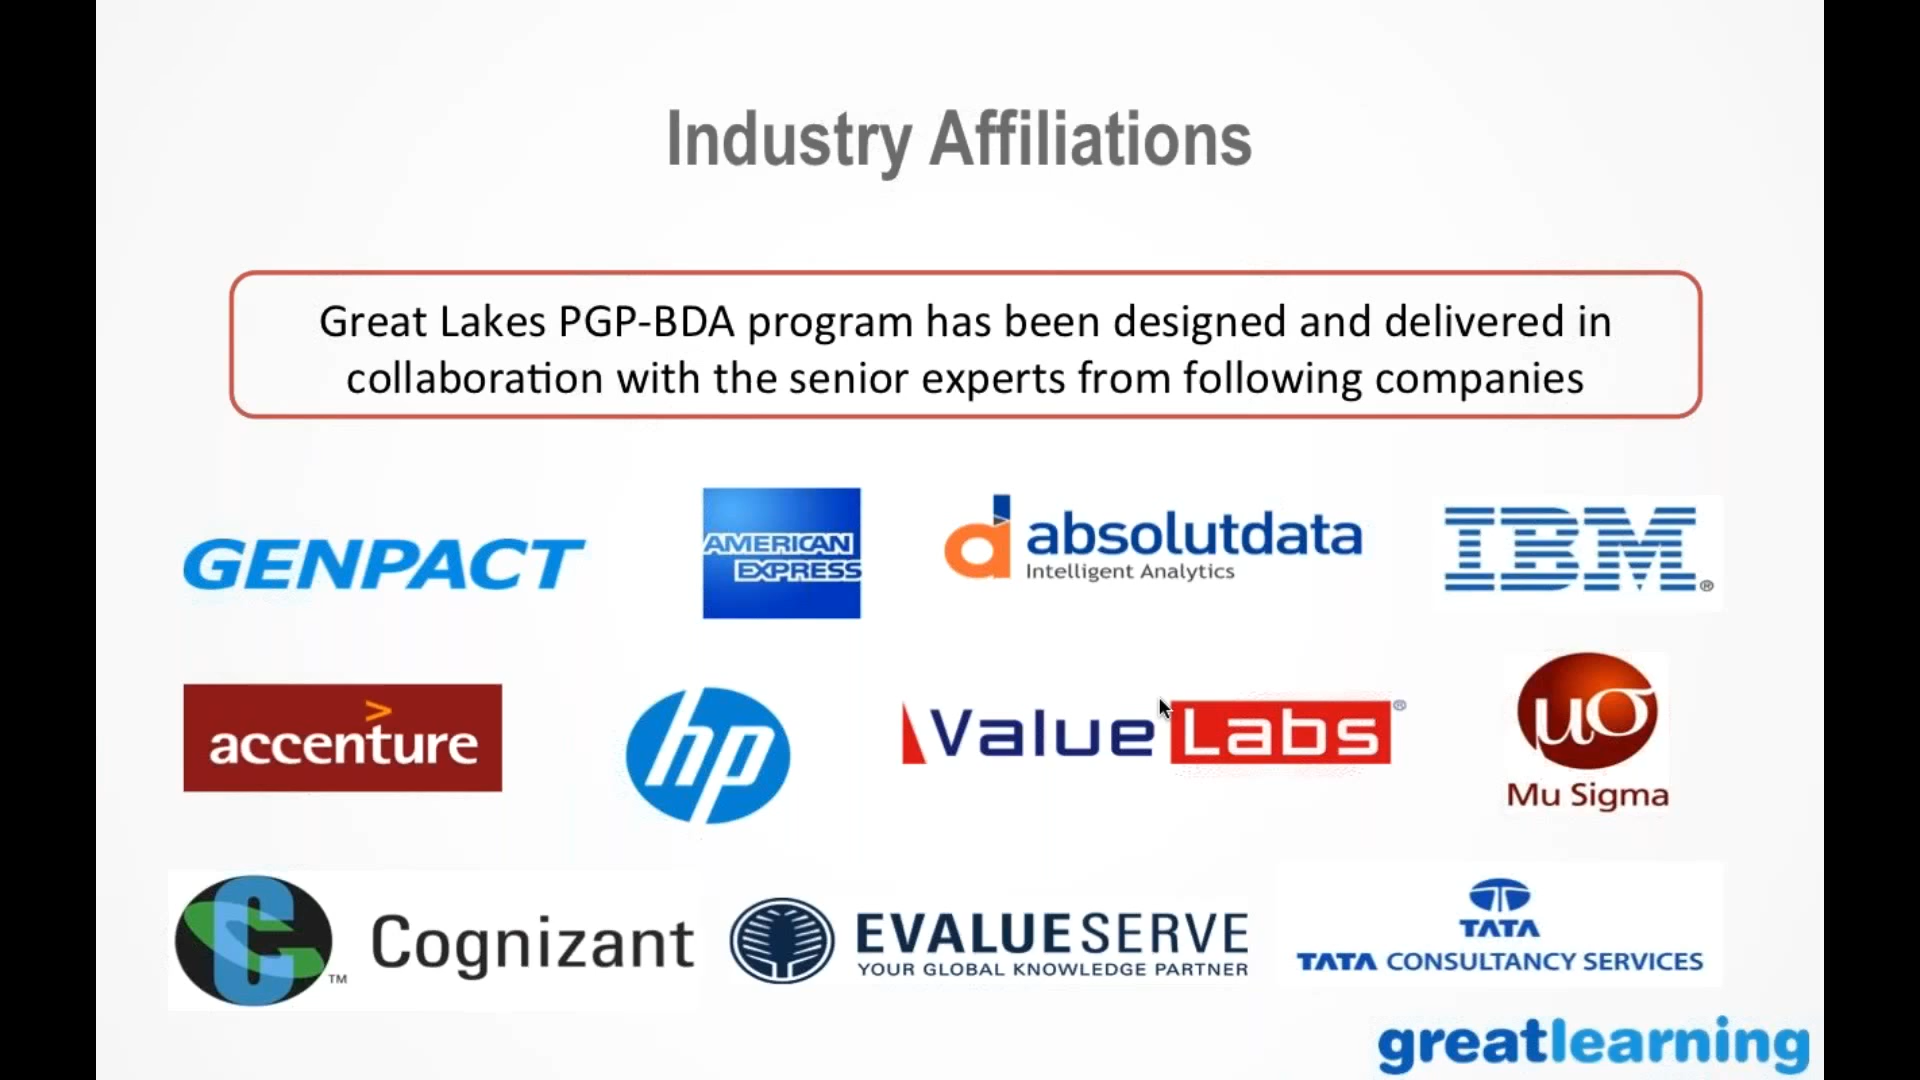 Industry Affiliations
Great Lakes PGP-BDA program has been designed and delivered in
collaboration with the senior experts from following companies
GENPACT
AMERICAN
EXPRESS
absolutdata
Intelligent Analytics
IBM®
accenture
hp
Value Labs®
μσ
Mu Sigma
Cognizant
TM
EVALUESERVE
YOUR GLOBAL KNOWLEDGE PARTNER
TATA
TATA CONSULTANCY SERVICES
greatlearning